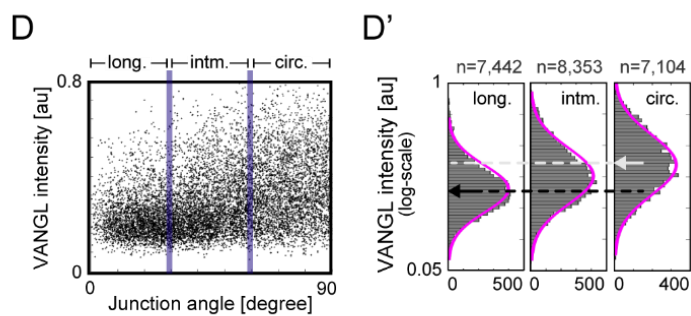 D
long. intm. circ.
VANGL intensity [au]
0.8
0
0 90
Junction angle [degree]
D'
n=7,442 n=8,353 n=7,104
VANGL intensity [au]
(log-scale)
1
0.05
long. intm. circ.
0 500 0 500 0 400